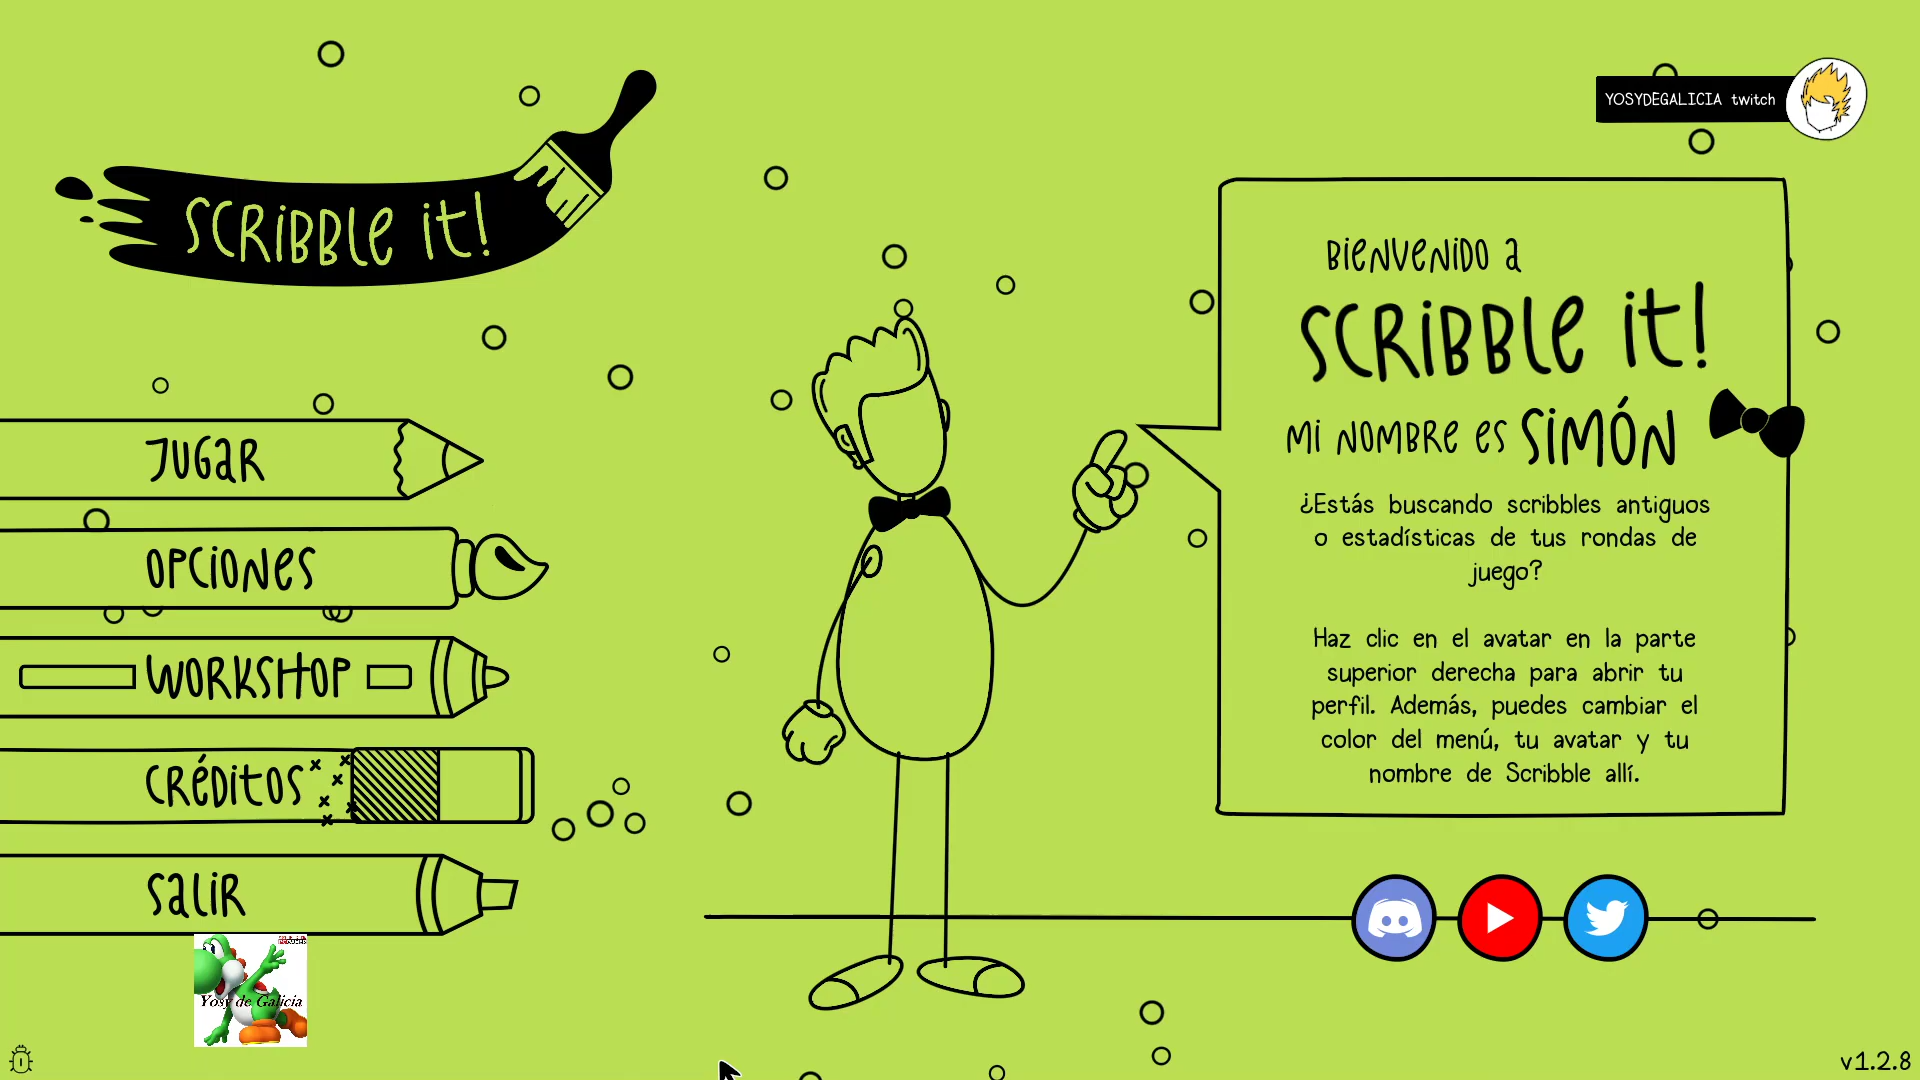 SCRIBBLE it!
YOSYDEGALICIA twitch
JUGAR
OPCIONES
WORKSHOP
CRÉDITOS
SALIR
BIENVENIDO A
SCRIBBLE it!
MI NOMBRE ES SIMÓN
¿Estás buscando scribbles antiguos
o estadísticas de tus rondas de
juego?
Haz clic en el avatar en la parte
superior derecha para abrir tu
perfil. Además, puedes cambiar el
color del menú, tu avatar y tu
nombre de Scribble allí.
Yosy de Galicia
v1.2.8